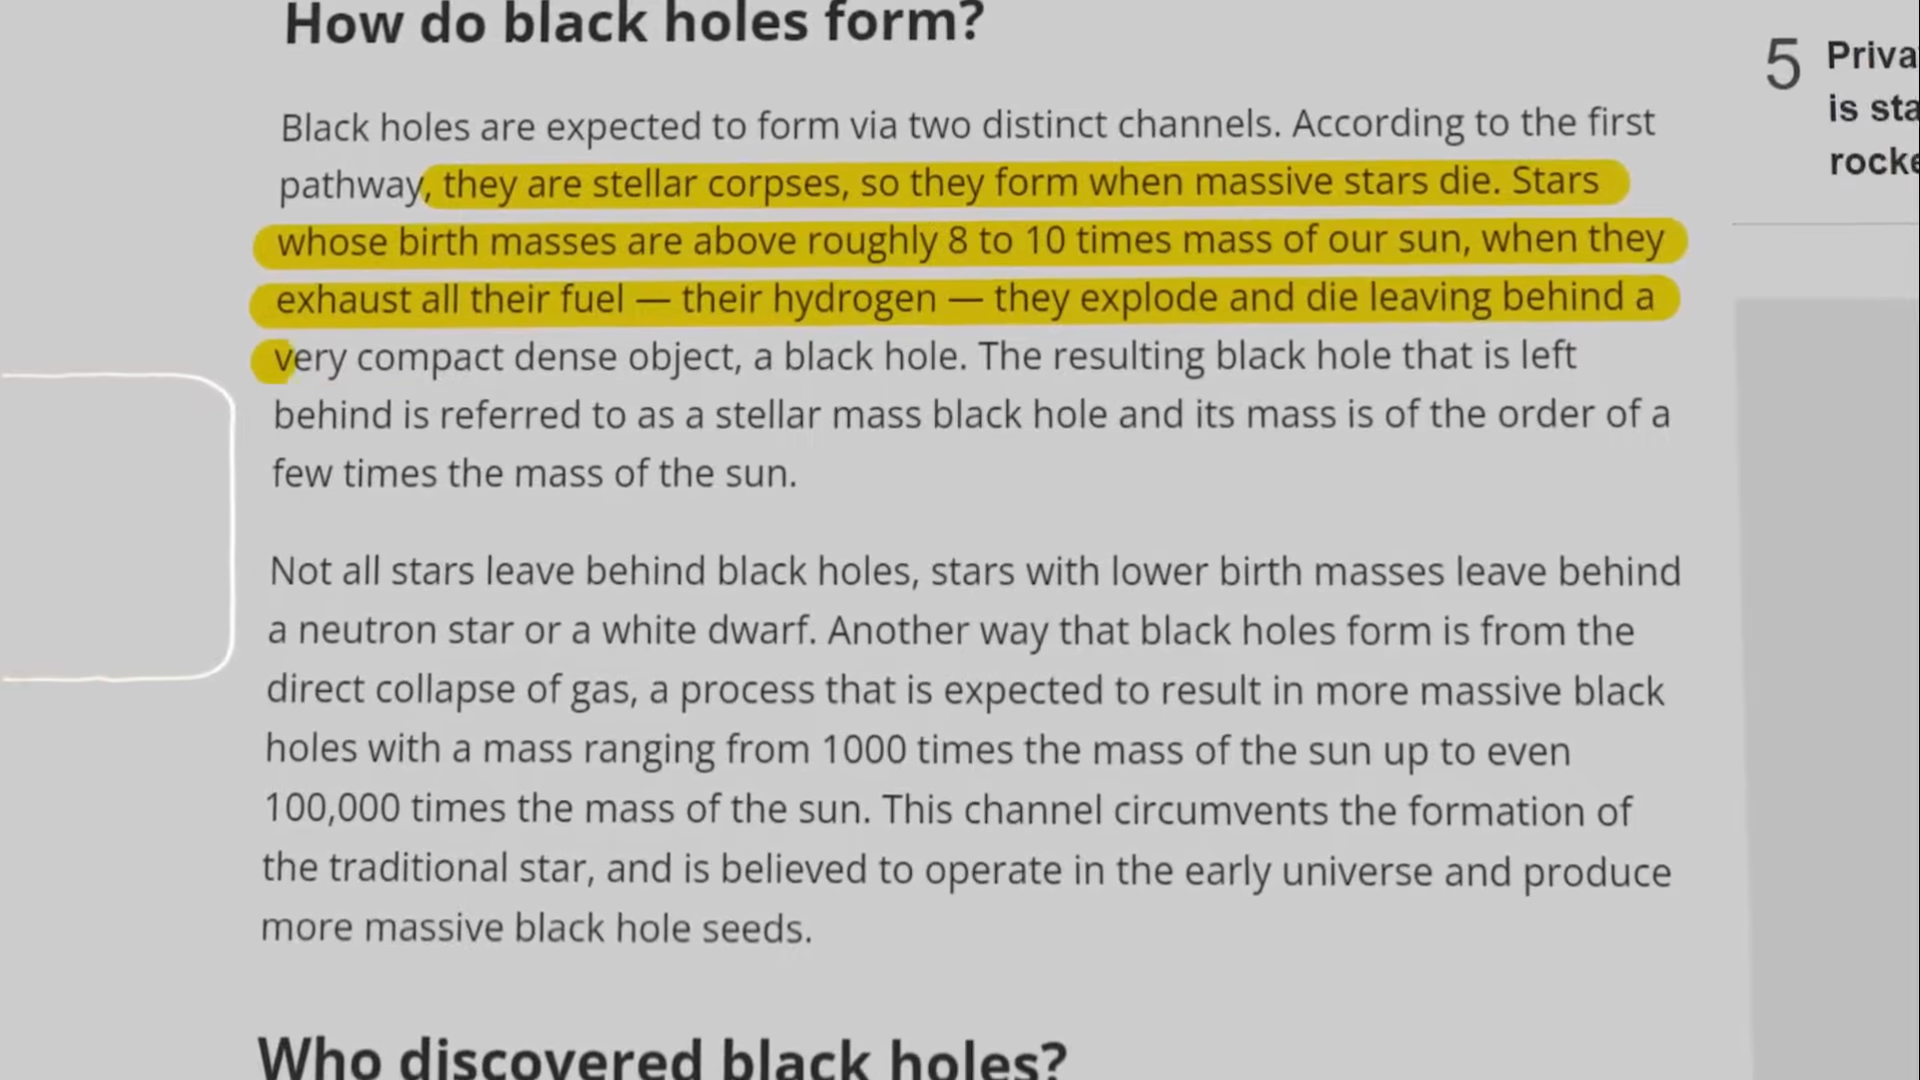 How do black holes form?
Black holes are expected to form via two distinct channels. According to the first
pathway, they are stellar corpses, so they form when massive stars die. Stars
whose birth masses are above roughly 8 to 10 times mass of our sun, when they
exhaust all their fuel — their hydrogen — they explode and die leaving behind a
very compact dense object, a black hole. The resulting black hole that is left
behind is referred to as a stellar mass black hole and its mass is of the order of a
few times the mass of the sun.
Not all stars leave behind black holes, stars with lower birth masses leave behind
a neutron star or a white dwarf. Another way that black holes form is from the
direct collapse of gas, a process that is expected to result in more massive black
holes with a mass ranging from 1000 times the mass of the sun up to even
100,000 times the mass of the sun. This channel circumvents the formation of
the traditional star, and is believed to operate in the early universe and produce
more massive black hole seeds.
Who discovered black holes?
5
is